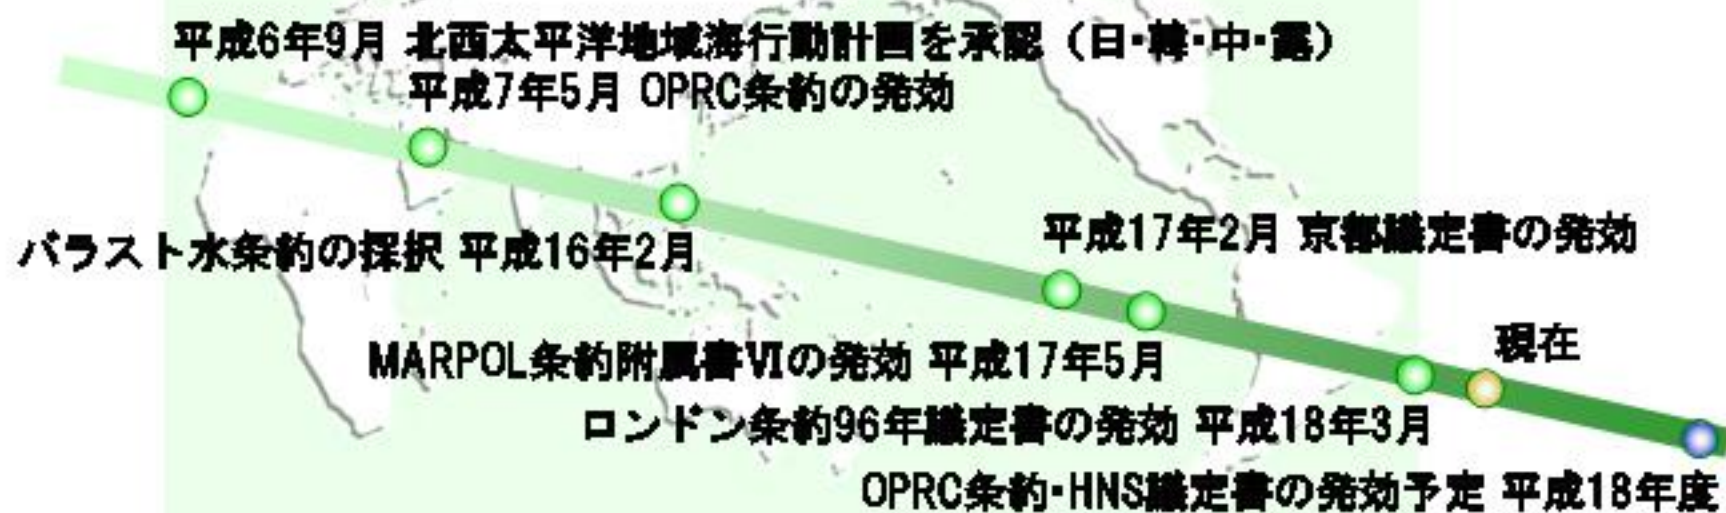 平成6年9月 北西太平洋地域海行動計画を承認（日・韓・中・露）
平成7年5月 OPRC条約の発効
バラスト水条約の採択 平成16年2月
平成17年2月 京都議定書の発効
MARPOL条約附属書Ⅵの発効 平成17年5月
現在
ロンドン条約96年議定書の発効 平成18年3月
OPRC条約・HNS議定書の発効予定 平成18年度